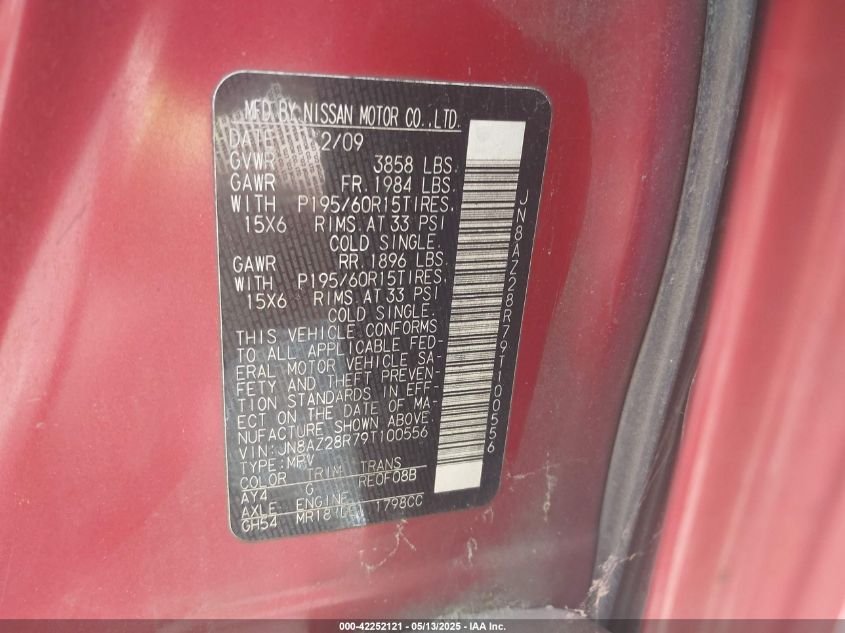 MFD.BY NISSAN MOTOR CO.,LTD.
DATE 2/09
GVWR 3858 LBS.
GAWR FR. 1984 LBS.
WITH P195/60R15TIRES,
15X6 RIMS.AT 33 PSI
COLD SINGLE.
GAWR RR. 1896 LBS.
WITH P195/60R15TIRES,
15X6 RIMS.AT 33 PSI
COLD SINGLE.
THIS VEHICLE CONFORMS
TO ALL APPLICABLE FED-
ERAL MOTOR VEHICLE SA-
FETY AND THEFT PREVEN-
TION STANDARDS IN EFF-
ECT ON THE DATE OF MA-
NUFACTURE SHOWN ABOVE.
VIN:JN8AZ28R79T100556
TYPE:MPV
COLOR TRIM TRANS
AY4 G RE0F08B
AXLE ENGINE
GH54 1798CC
JN8AZ28R79T100556
000-42252121 - 05/13/2025 - IAA Inc.